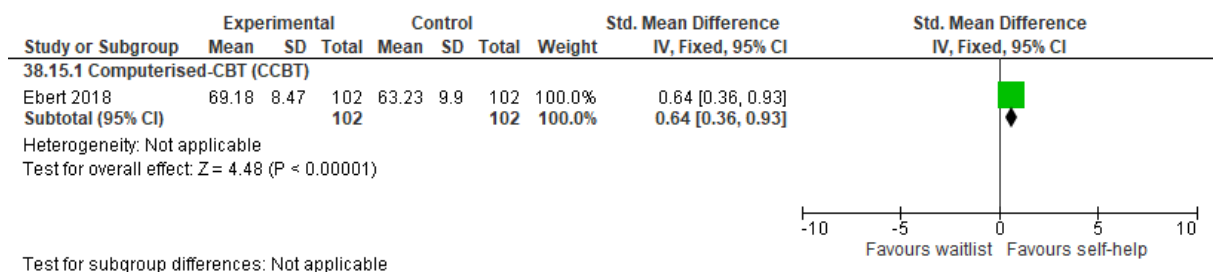 Experimental Control Std. Mean Difference Std. Mean Difference
Study or Subgroup Mean SD Total Mean SD Total Weight IV, Fixed, 95% CI IV, Fixed, 95% CI
38.15.1 Computerised-CBT (CCBT)
Ebert 2018 69.18 8.47 102 63.23 9.9 102 100.0% 0.64 [0.36, 0.93]
Subtotal (95% CI) 102 102 100.0% 0.64 [0.36, 0.93]
Heterogeneity: Not applicable
Test for overall effect: Z = 4.48 (P < 0.00001)
-10 -5 0 5 10
Favours waitlist Favours self-help
Test for subgroup differences: Not applicable